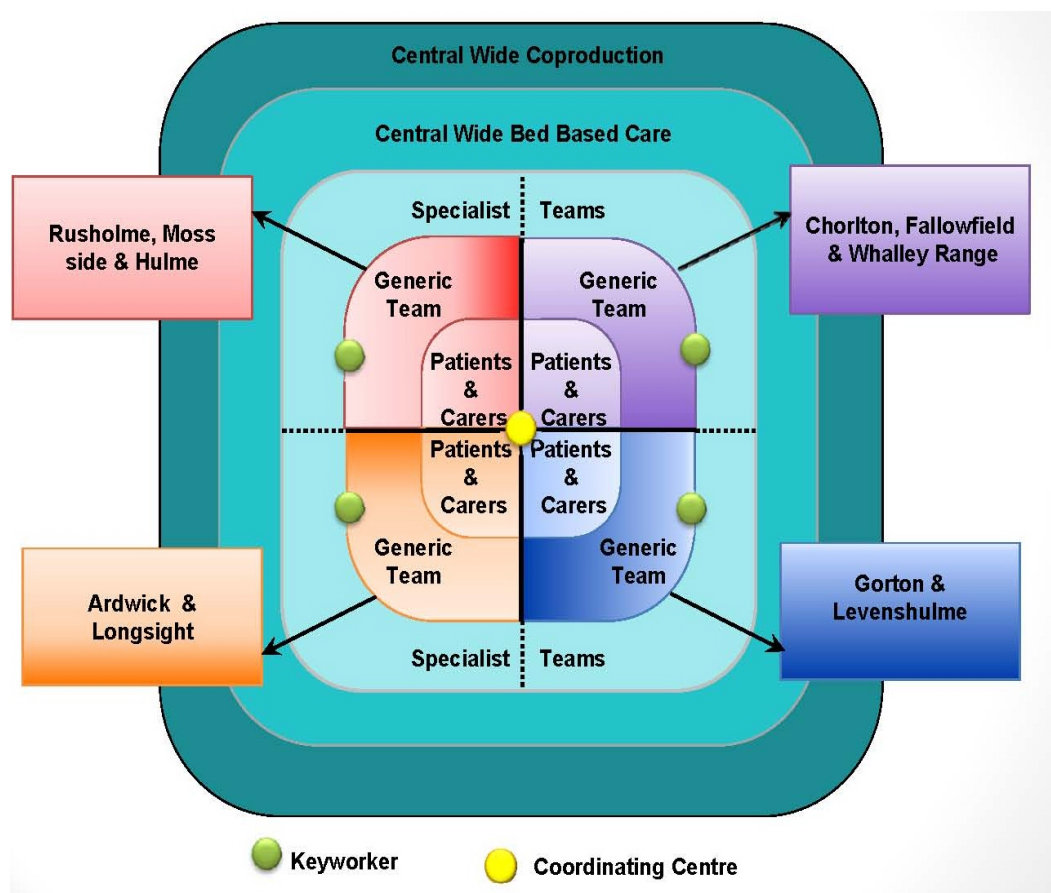 Central Wide Coproduction
Central Wide Bed Based Care
Rusholme, Moss
side & Hulme
Chorlton, Fallowfield
& Whalley Range
Specialist Teams
Generic
Team
Generic
Team
Patients
&
Carers
Patients
&
Carers
Patients
&
Carers
Patients
&
Carers
Generic
Team
Generic
Team
Ardwick &
Longsight
Gorton &
Levenshulme
Specialist Teams
Keyworker
Coordinating Centre